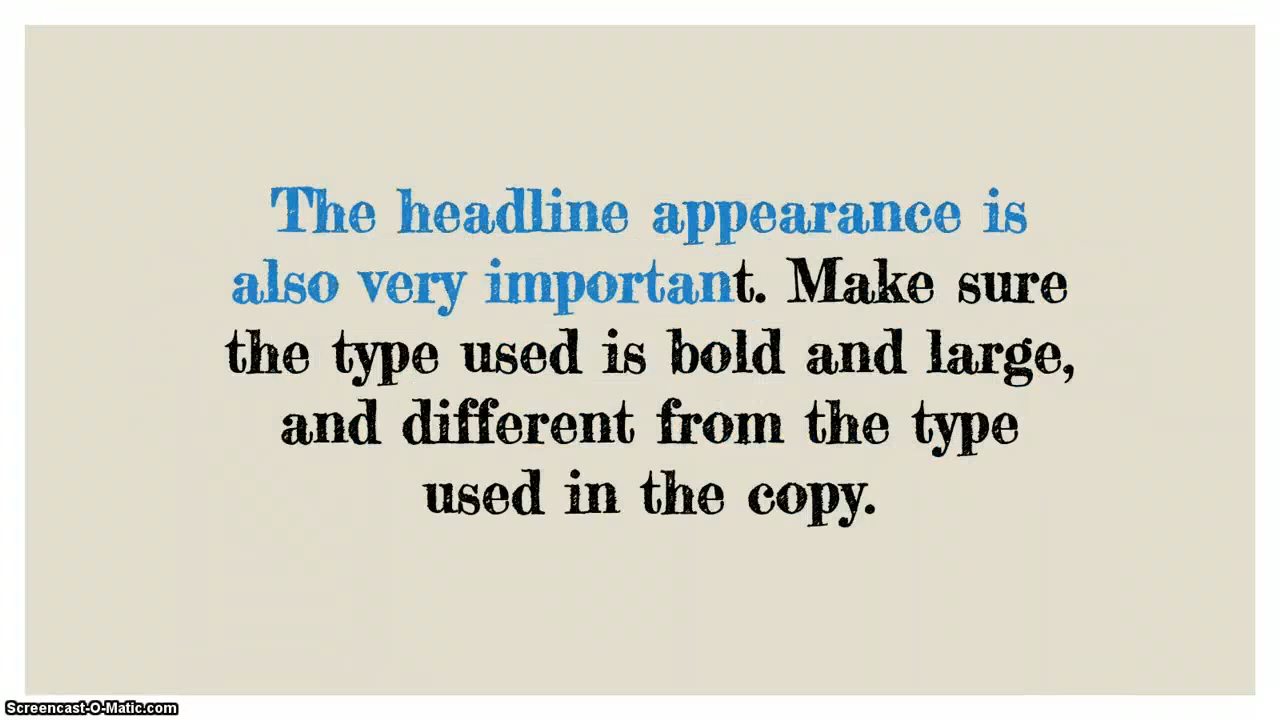 The headline appearance is
also very important. Make sure
the type used is bold and large,
and different from the type
used in the copy.
Screencast-O-Matic.com